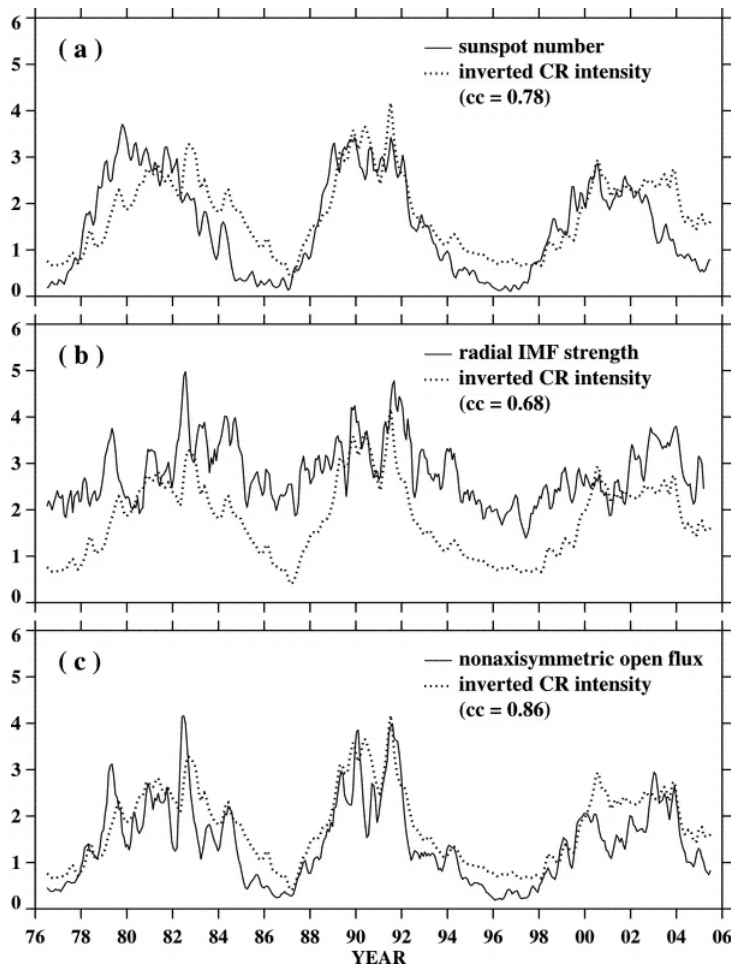 6
( a )
sunspot number
5
inverted CR intensity
(cc = 0.78)
4
3
2
1
0
6
( b )
radial IMF strength
5
inverted CR intensity
(cc = 0.68)
4
3
2
1
0
6
( c )
nonaxisymmetric open flux
5
inverted CR intensity
(cc = 0.86)
4
3
2
1
0
76 78 80 82 84 86 88 90 92 94 96 98 00 02 04 06
YEAR